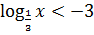 log_{1/3} x < −3